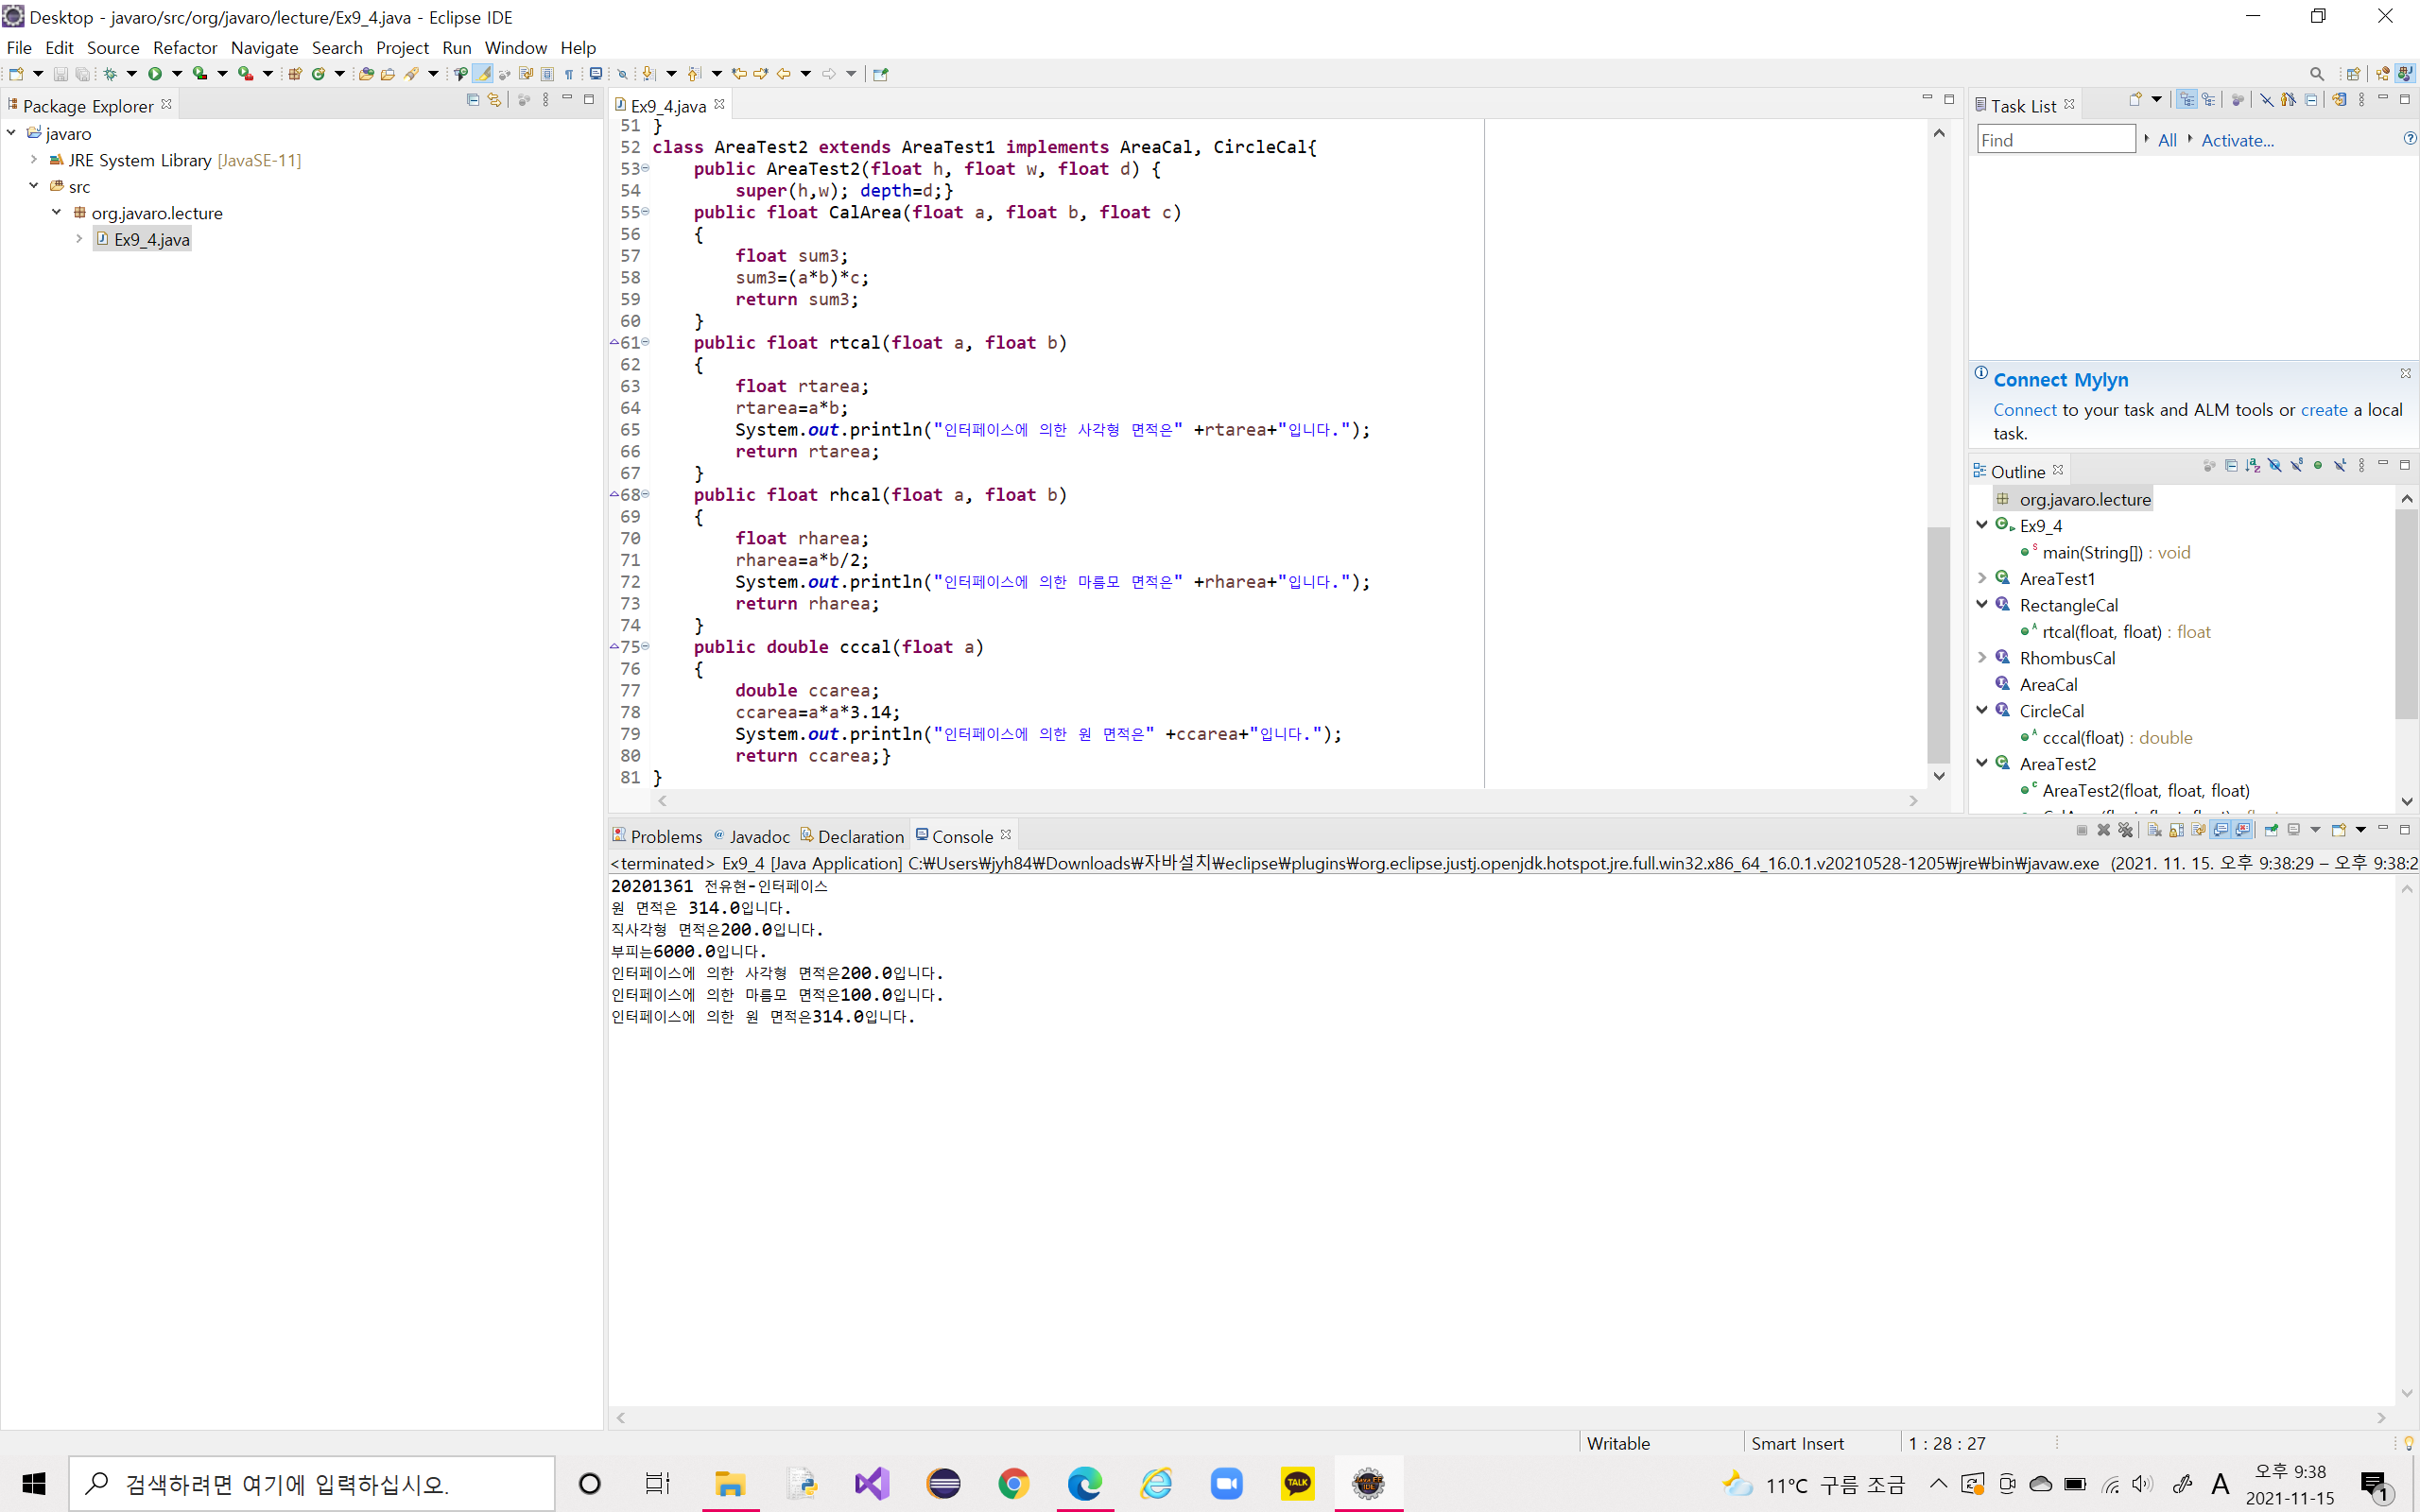 Desktop - javaro/src/org/javaro/lecture/Ex9_4.java - Eclipse IDE
File Edit Source Refactor Navigate Search Project Run Window Help
Package Explorer
javaro
JRE System Library [JavaSE-11]
src
org.javaro.lecture
Ex9_4.java
Ex9_4.java
51 }
52 class AreaTest2 extends AreaTest1 implements AreaCal, CircleCal{
53 public AreaTest2(float h, float w, float d) {
54 super(h,w); depth=d;}
55 public float CalArea(float a, float b, float c)
56 {
57 float sum3;
58 sum3=(a*b)*c;
59 return sum3;
60 }
61 public float rtcal(float a, float b)
62 {
63 float rtarea;
64 rtarea=a*b;
65 System.out.println("인터페이스에 의한 사각형 면적은" +rtarea+"입니다.");
66 return rtarea;
67 }
68 public float rhcal(float a, float b)
69 {
70 float rharea;
71 rharea=a*b/2;
72 System.out.println("인터페이스에 의한 마름모 면적은" +rharea+"입니다.");
73 return rharea;
74 }
75 public double cccal(float a)
76 {
77 double ccarea;
78 ccarea=a*a*3.14;
79 System.out.println("인터페이스에 의한 원 면적은" +ccarea+"입니다.");
80 return ccarea;}
81 }
Task List
Find All Activate...
Connect Mylyn
Connect to your task and ALM tools or create a local
task.
Outline
org.javaro.lecture
Ex9_4
main(String[]) : void
AreaTest1
RectangleCal
rtcal(float, float) : float
RhombusCal
AreaCal
CircleCal
cccal(float) : double
AreaTest2
AreaTest2(float, float, float)
Problems Javadoc Declaration Console
<terminated> Ex9_4 [Java Application] C:₩Users₩jyh84₩Downloads₩자바설치₩eclipse₩plugins₩org.eclipse.justj.openjdk.hotspot.jre.full.win32.x86_64_16.0.1.v20210528-1205₩jre₩bin₩javaw.exe (2021. 11. 15. 오후 9:38:29 – 오후 9:38:2
20201361 전유현-인터페이스
원 면적은 314.0입니다.
직사각형 면적은200.0입니다.
부피는6000.0입니다.
인터페이스에 의한 사각형 면적은200.0입니다.
인터페이스에 의한 마름모 면적은100.0입니다.
인터페이스에 의한 원 면적은314.0입니다.
Writable Smart Insert 1 : 28 : 27
검색하려면 여기에 입력하십시오.
TALK
11°C 구름 조금
A
오후 9:38
2021-11-15
1